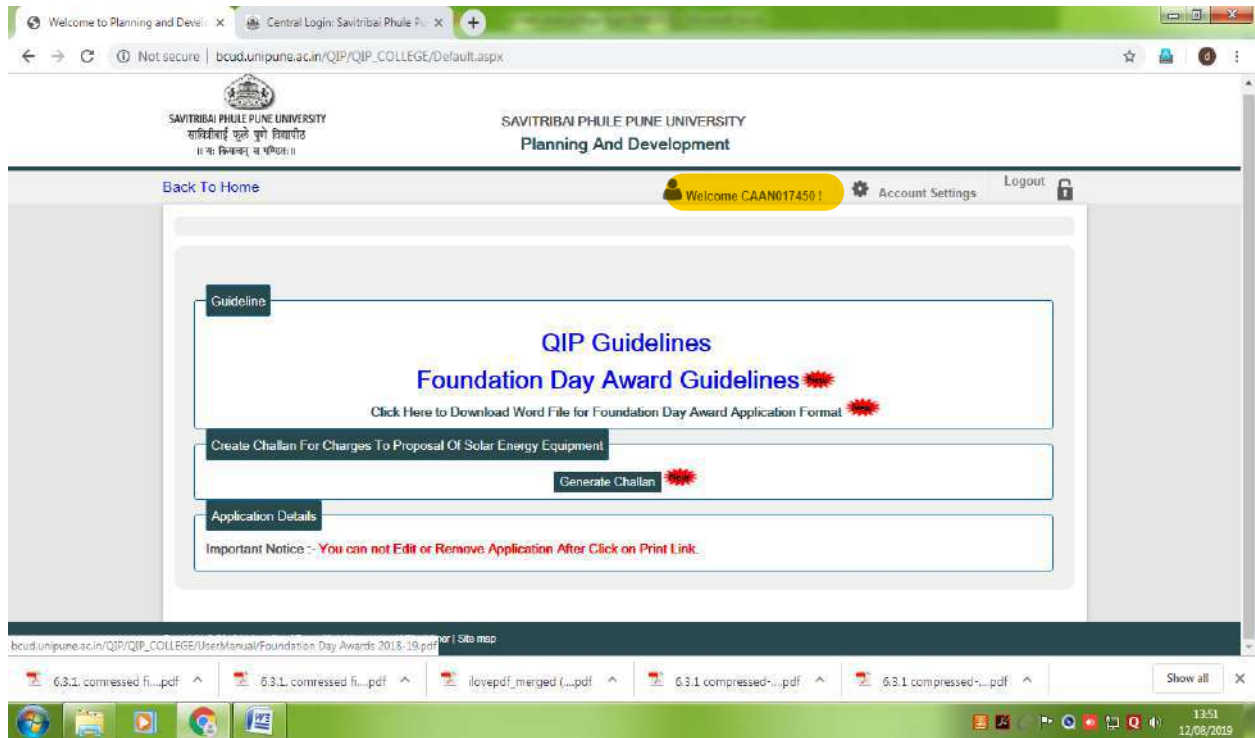 Welcome to Planning and Devel
Central Login: Savitribai Phule Pu
Not secure | bcud.unipune.ac.in/QIP/QIP_COLLEGE/Default.aspx
SAVITRIBAI PHULE PUNE UNIVERSITY
सावित्रीबाई फुले पुणे विद्यापीठ
॥ यः क्रियावान् स पण्डितः॥
SAVITRIBAI PHULE PUNE UNIVERSITY
Planning And Development
Back To Home
Welcome CAAN017450 !
Account Settings
Logout
Guideline
QIP Guidelines
Foundation Day Award Guidelines New
Click Here to Download Word File for Foundation Day Award Application Format New
Create Challan For Charges To Proposal Of Solar Energy Equipment
Generate Challan New
Application Details
Important Notice :- You can not Edit or Remove Application After Click on Print Link.
| Site map
bcud.unipune.ac.in/QIP/QIP_COLLEGE/UserManual/Foundation Day Awards 2018-19.pdf
6.3.1. comressed fi....pdf
6.3.1. comressed fi....pdf
ilovepdf_merged (....pdf
6.3.1 compressed-....pdf
6.3.1 compressed-....pdf
Show all
13:51
12/08/2019